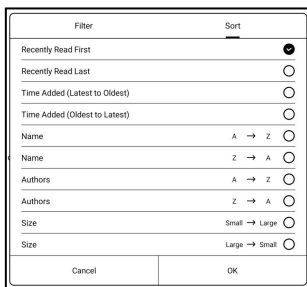 Filter Sort
Recently Read First
Recently Read Last
Time Added (Latest to Oldest)
Time Added (Oldest to Latest)
Name A → Z
Name Z → A
Authors A → Z
Authors Z → A
Size Small → Large
Size Large → Small
Cancel OK